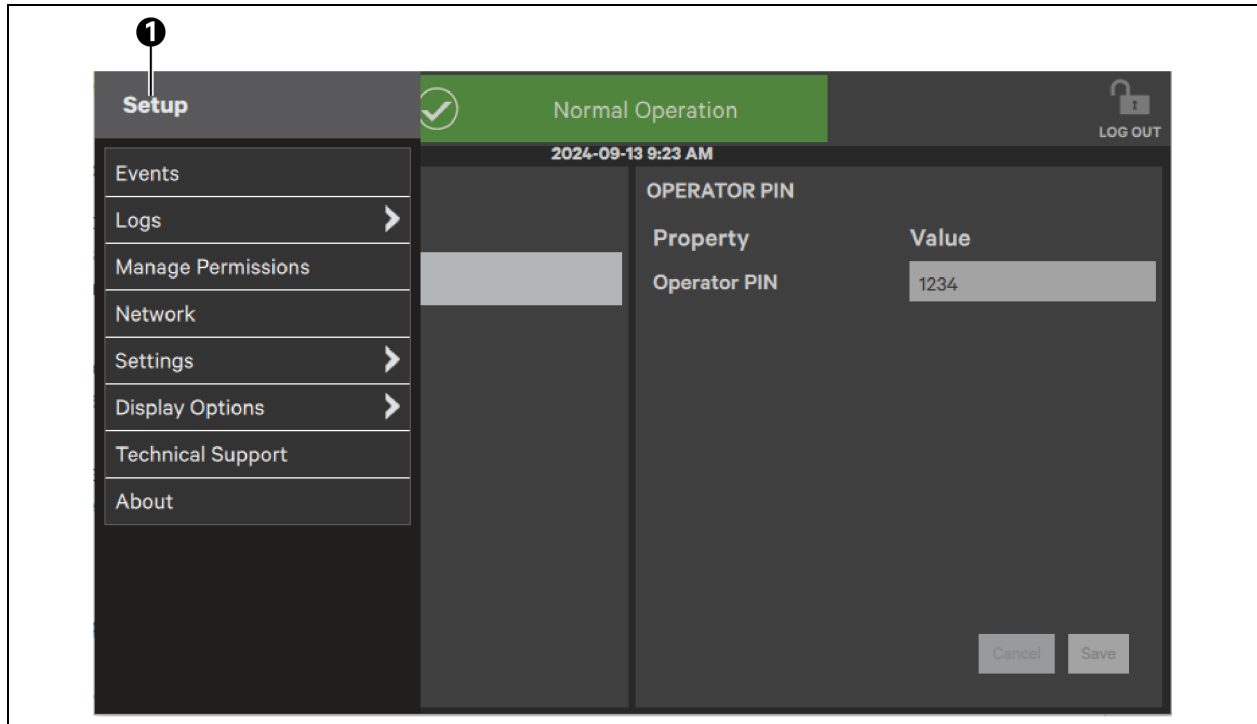 1
Setup
Normal Operation
LOG OUT
2024-09-13 9:23 AM
Events
Logs
Manage Permissions
Network
Settings
Display Options
Technical Support
About
OPERATOR PIN
Property Value
Operator PIN 1234
Cancel Save